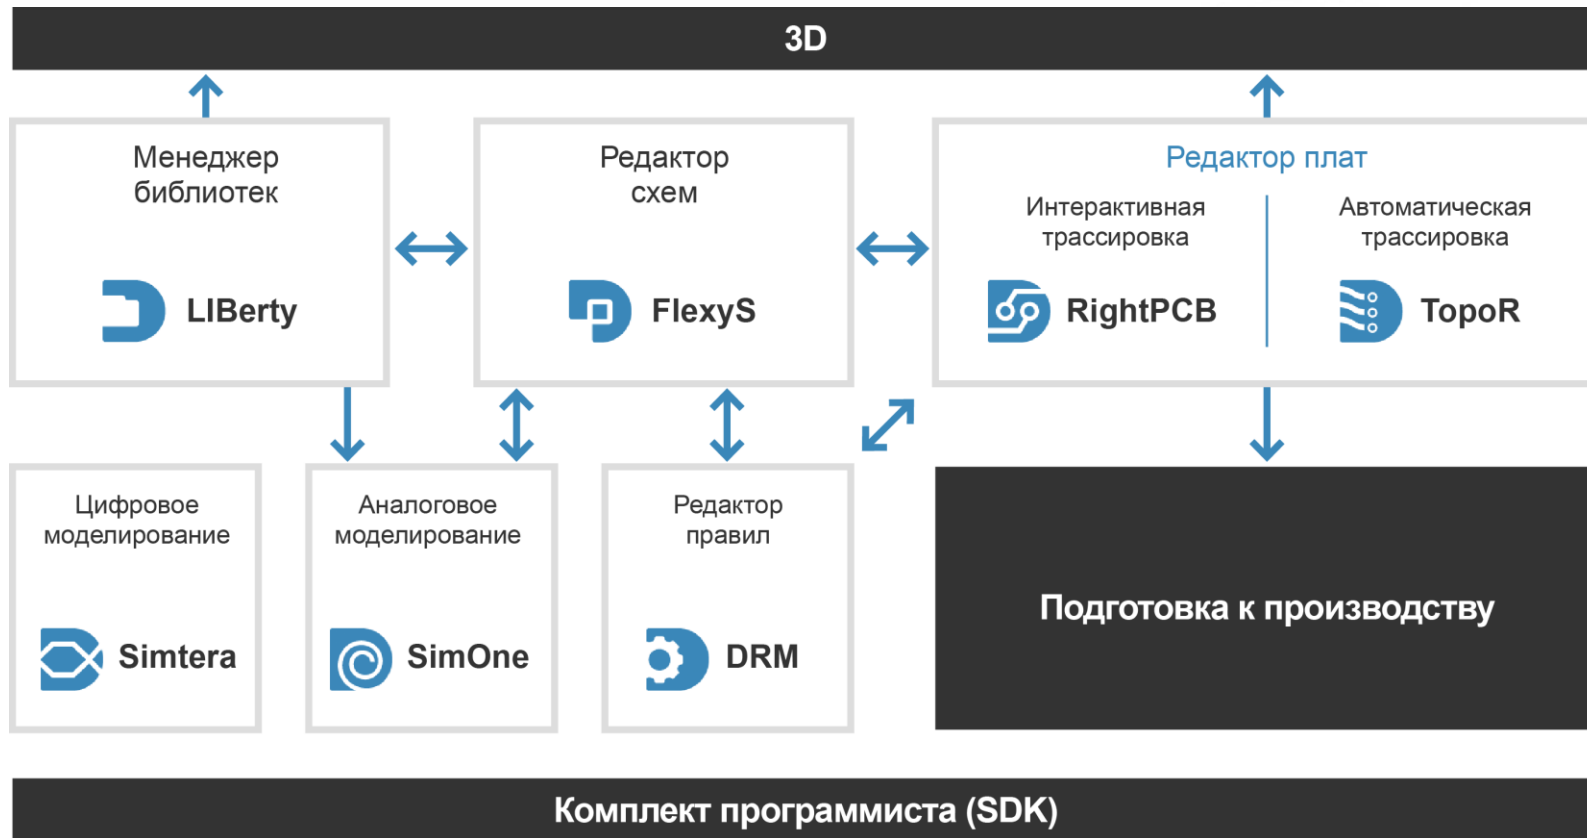 3D
Менеджер
библиотек
LIBerty
Редактор
схем
FlexyS
Редактор плат
Интерактивная
трассировка
RightPCB
Автоматическая
трассировка
TopoR
Цифровое
моделирование
Simtera
Аналоговое
моделирование
SimOne
Редактор
правил
DRM
Подготовка к производству
Комплект программиста (SDK)